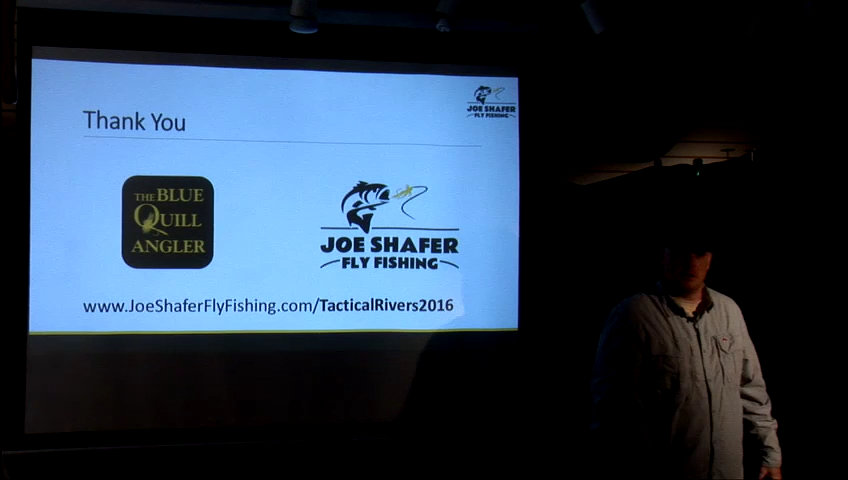 JOE SHAFER
FLY FISHING
Thank You
THE BLUE
QUILL
ANGLER
JOE SHAFER
FLY FISHING
www.JoeShaferFlyFishing.com/TacticalRivers2016